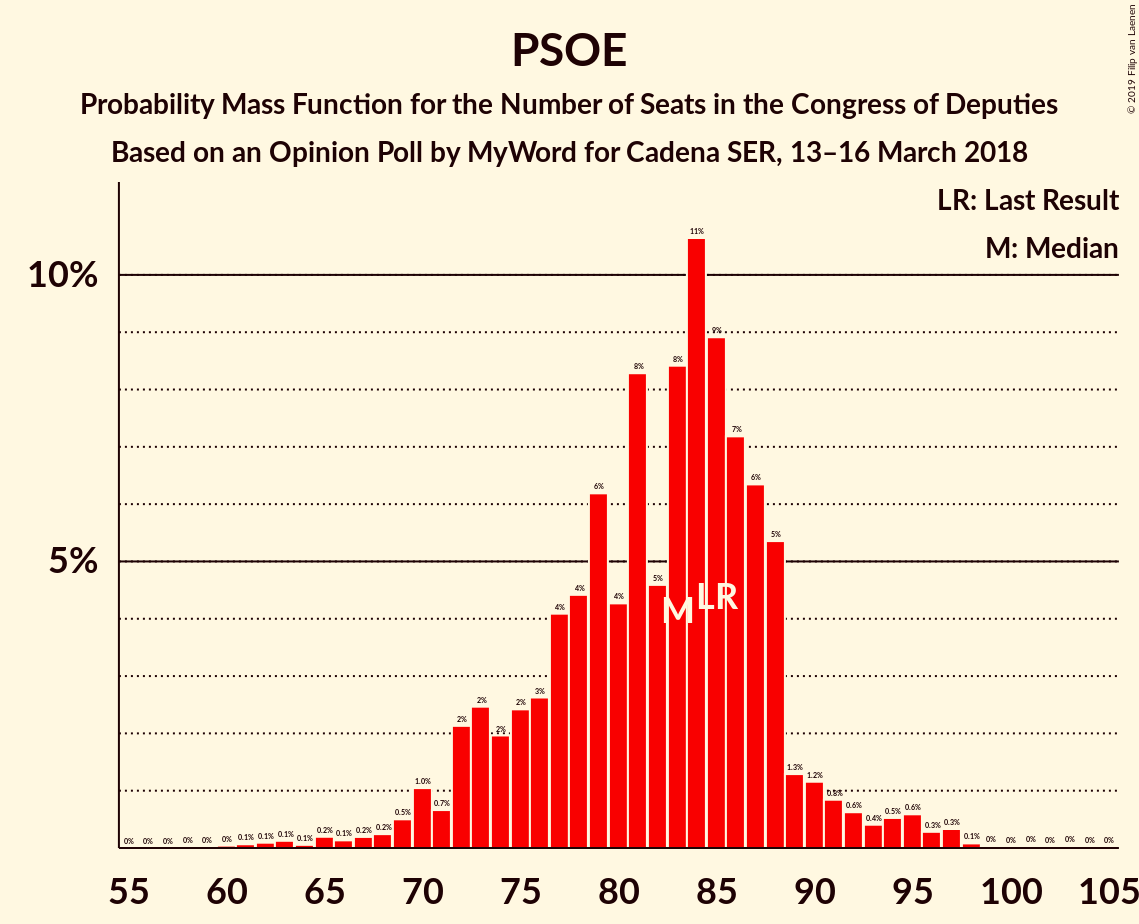 PSOE
Probability Mass Function for the Number of Seats in the Congress of Deputies
Based on an Opinion Poll by MyWord for Cadena SER, 13–16 March 2018
© 2019 Filip van Laenen
LR: Last Result
M: Median
10%
5%
0% 0% 0% 0% 0% 0% 0.1% 0.1% 0.1% 0.1% 0.2% 0.1% 0.2% 0.2% 0.5% 1.0% 0.7% 2% 2% 2% 2% 3% 4% 4% 6% 4% 8% 5% 8% 11% 9% 7% 6% 5% 1.3% 1.2% 0.8% 0.6% 0.4% 0.5% 0.6% 0.3% 0.3% 0.1% 0% 0% 0% 0% 0% 0% 0%
M LR
55 60 65 70 75 80 85 90 95 100 105